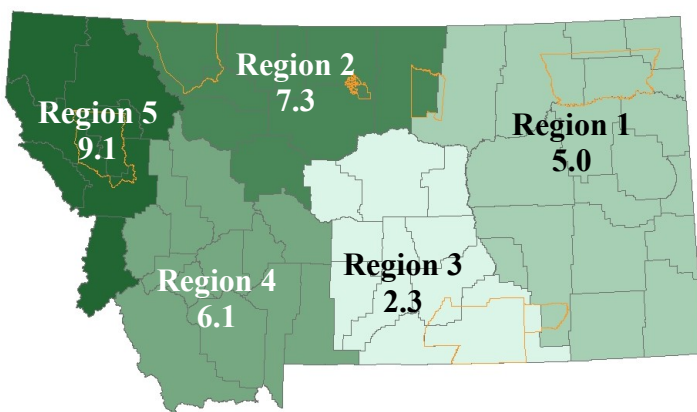 Region 2
7.3
Region 5
9.1
Region 1
5.0
Region 3
2.3
Region 4
6.1